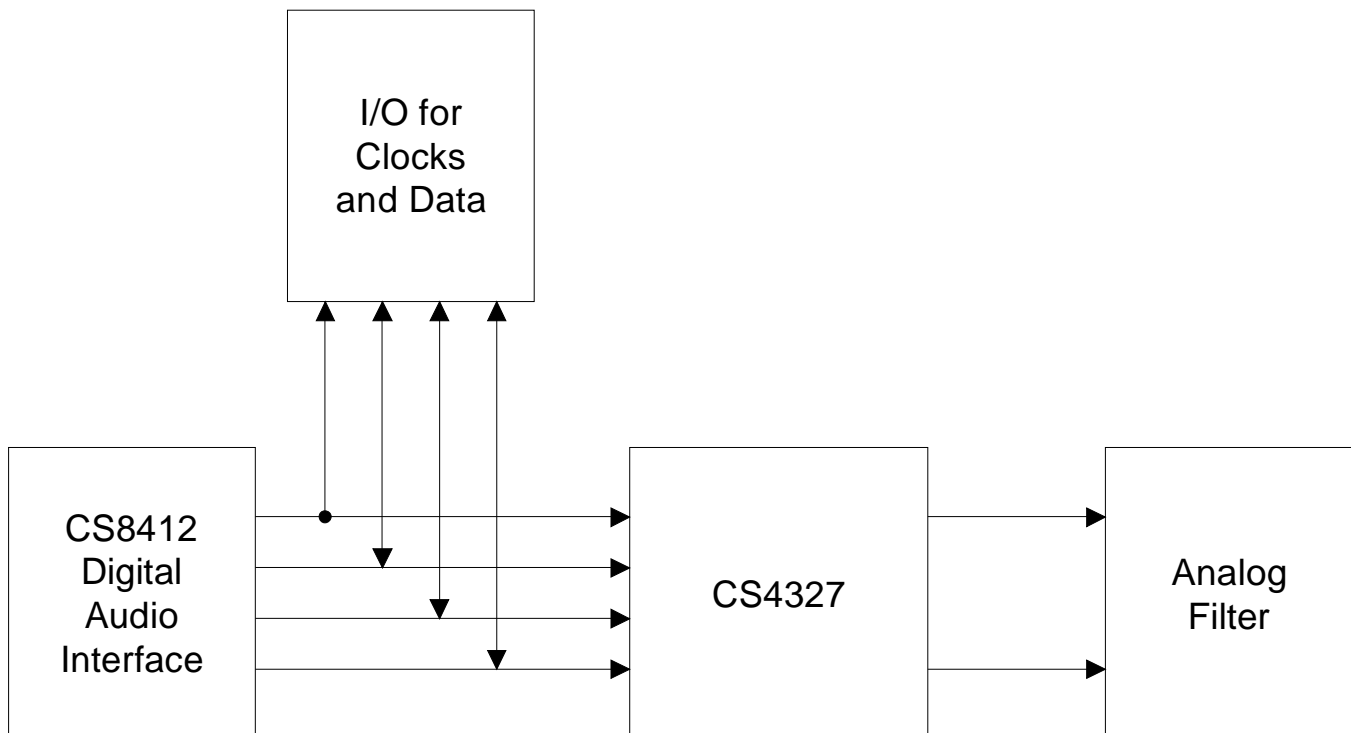 I/O for
Clocks
and Data
CS8412
Digital
Audio
Interface
CS4327
Analog
Filter